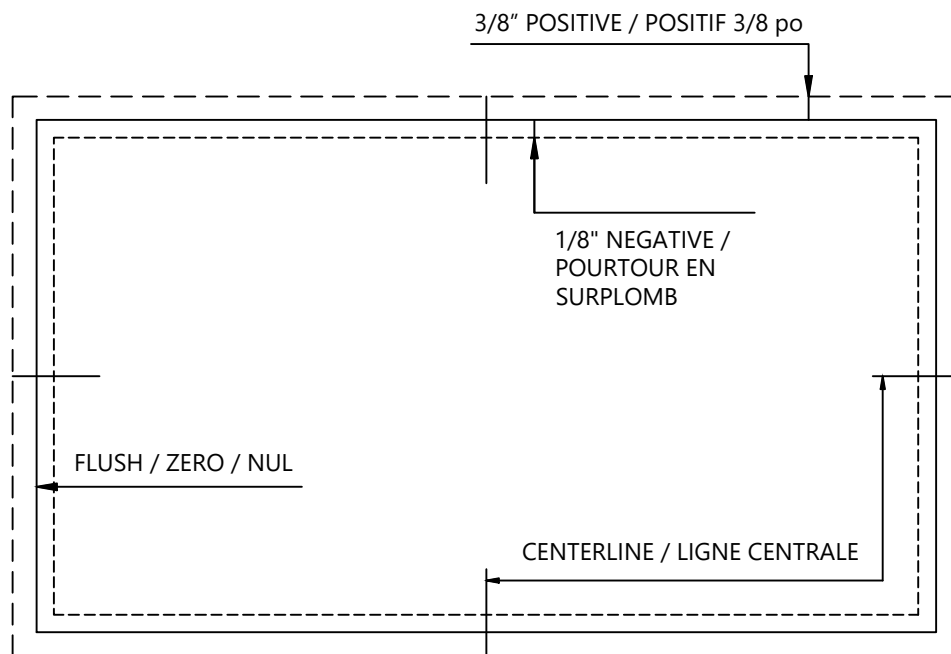 3/8” POSITIVE / POSITIF 3/8 po
1/8" NEGATIVE /
POURTOUR EN
SURPLOMB
FLUSH / ZERO / NUL
CENTERLINE / LIGNE CENTRALE